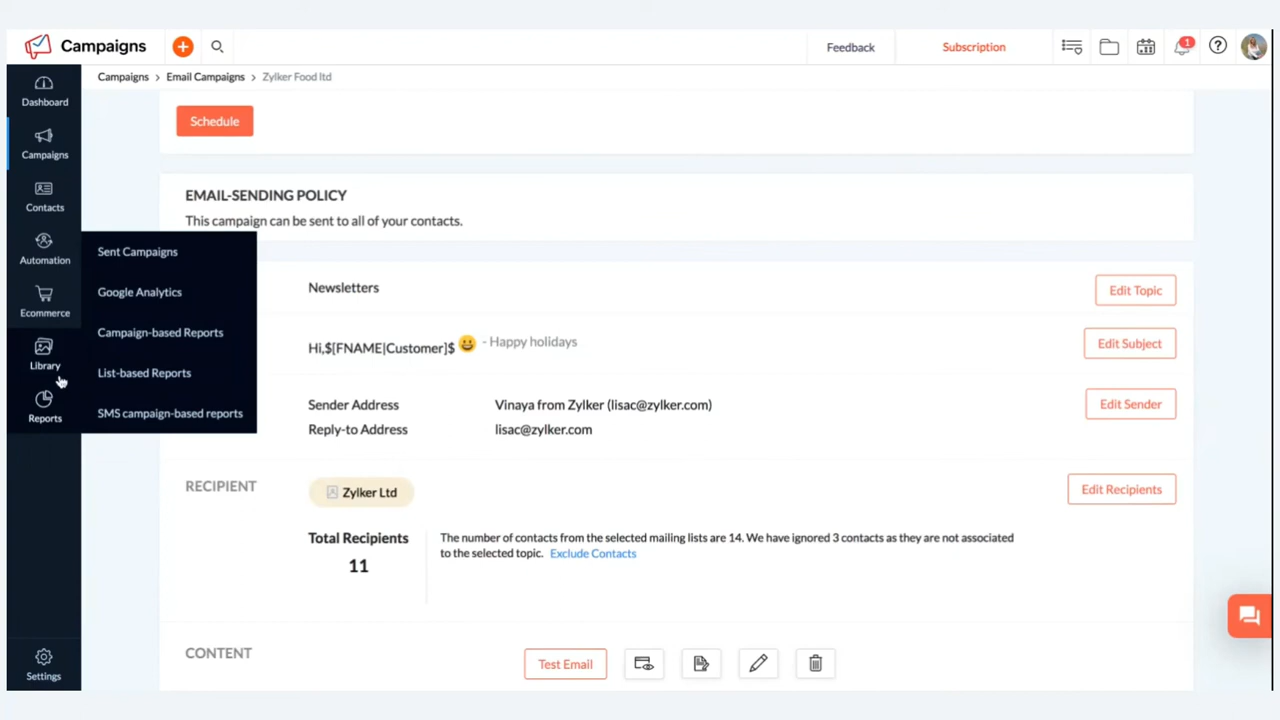 Campaigns
Feedback
Subscription
1
Dashboard
Campaigns
Contacts
Automation
Ecommerce
Library
Reports
Settings
Campaigns > Email Campaigns > Zylker Food ltd
Schedule
EMAIL-SENDING POLICY
This campaign can be sent to all of your contacts.
Sent Campaigns
Google Analytics
Campaign-based Reports
List-based Reports
SMS campaign-based reports
Newsletters
Edit Topic
Hi,$[FNAME|Customer]$ 😀 - Happy holidays
Edit Subject
Sender Address Vinaya from Zylker (lisac@zylker.com)
Edit Sender
Reply-to Address lisac@zylker.com
RECIPIENT
Zylker Ltd
Edit Recipients
Total Recipients
11
The number of contacts from the selected mailing lists are 14. We have ignored 3 contacts as they are not associated
to the selected topic. Exclude Contacts
CONTENT
Test Email